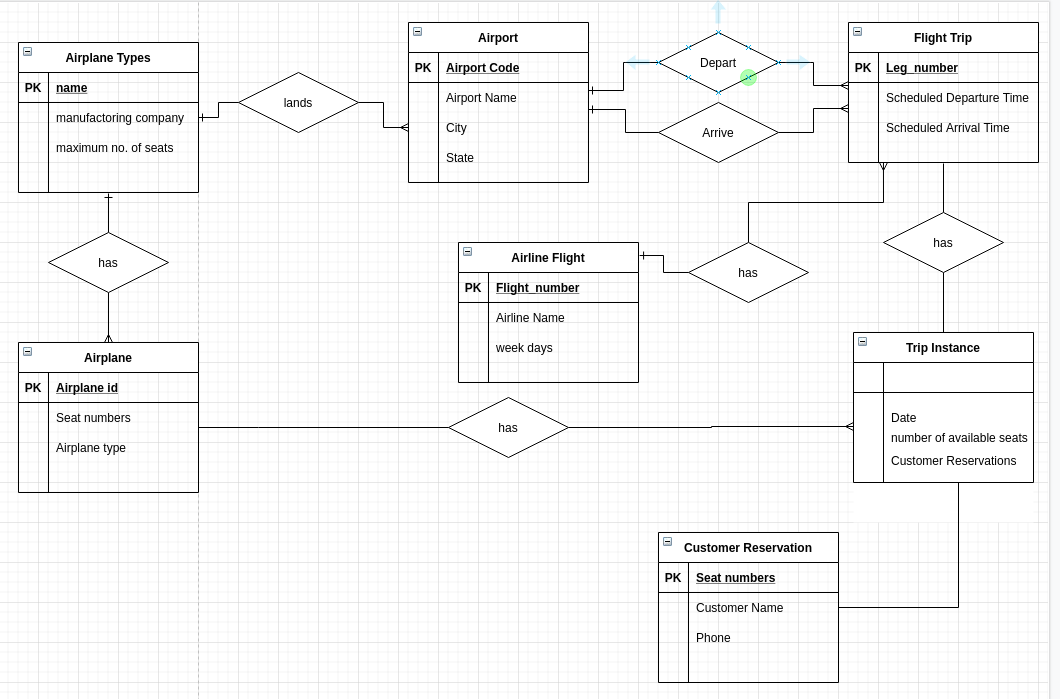 Airplane Types
PK name
manufactoring company
maximum no. of seats
lands
Airport
PK Airport Code
Airport Name
City
State
Depart
Arrive
Flight Trip
PK Leg_number
Scheduled Departure Time
Scheduled Arrival Time
has
Airline Flight
PK Flight_number
Airline Name
week days
has
has
Airplane
PK Airplane id
Seat numbers
Airplane type
has
Trip Instance
Date
number of available seats
Customer Reservations
Customer Reservation
PK Seat numbers
Customer Name
Phone